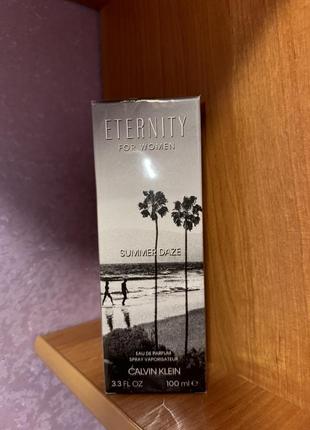 ETERNITY
FOR WOMEN
SUMMER DAZE
EAU DE PARFUM
SPRAY VAPORISATEUR
CALVIN KLEIN
3.3 FL OZ 100 ml ℮